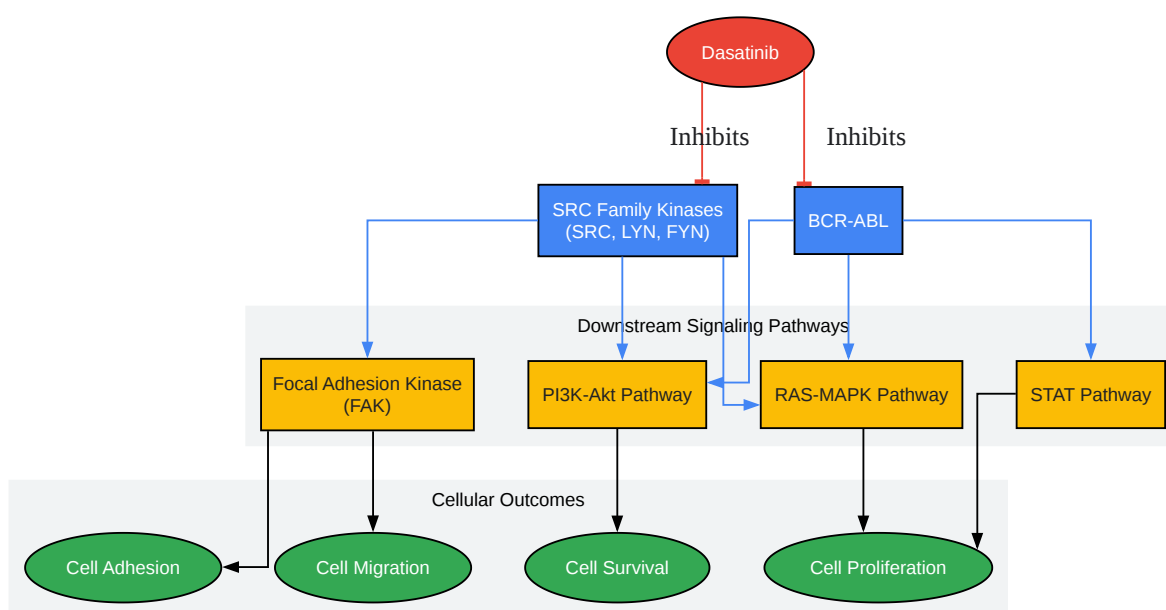 Dasatinib
Inhibits
Inhibits
SRC Family Kinases
(SRC, LYN, FYN)
BCR-ABL
Downstream Signaling Pathways
Focal Adhesion Kinase
(FAK)
PI3K-Akt Pathway
RAS-MAPK Pathway
STAT Pathway
Cellular Outcomes
Cell Adhesion
Cell Migration
Cell Survival
Cell Proliferation